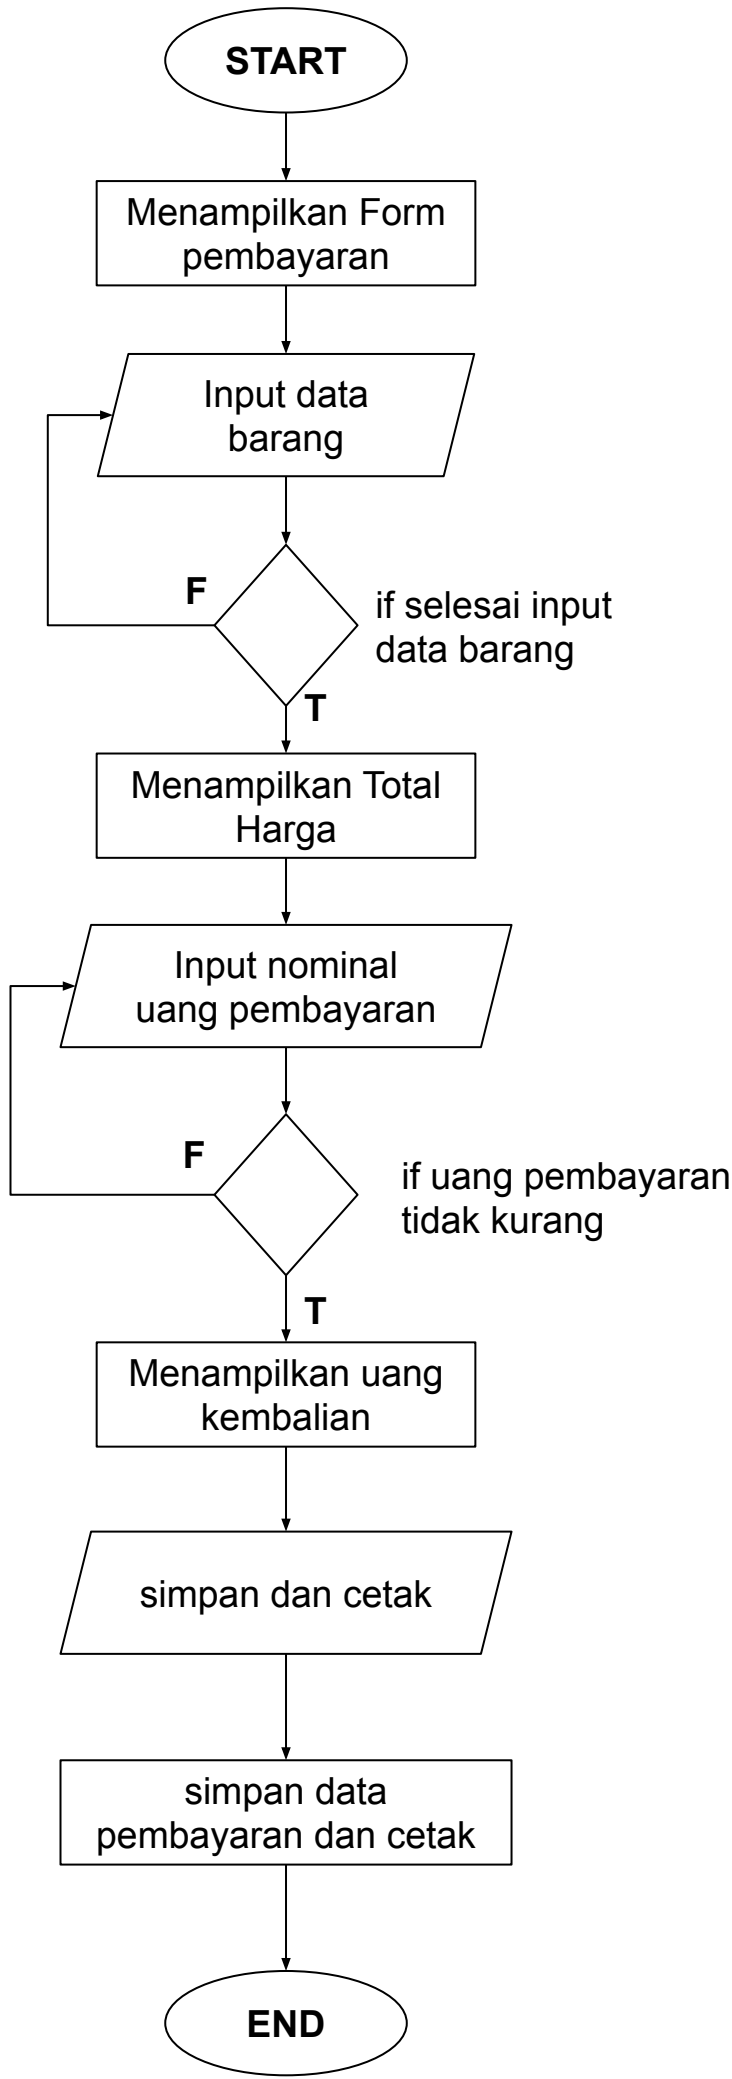 START
Menampilkan Form
pembayaran
Input data
barang
F
if selesai input
data barang
T
Menampilkan Total
Harga
Input nominal
uang pembayaran
F
if uang pembayaran
tidak kurang
T
Menampilkan uang
kembalian
simpan dan cetak
simpan data
pembayaran dan cetak
END